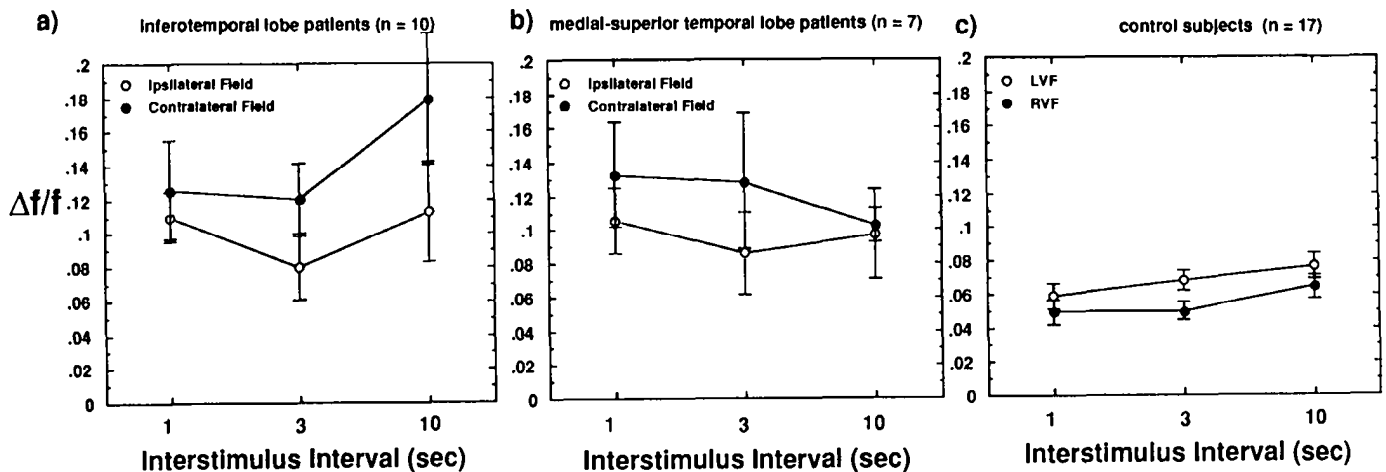 a)
inferotemporal lobe patients (n = 10)
Δf/f
.2
.18
.16
.14
.12
.1
.08
.06
.04
.02
0
Ipsilateral Field
Contralateral Field
1 3 10
Interstimulus Interval (sec)
b)
medial-superior temporal lobe patients (n = 7)
.2
.18
.16
.14
.12
.1
.08
.06
.04
.02
0
Ipsilateral Field
Contralateral Field
1 3 10
Interstimulus Interval (sec)
c)
control subjects (n = 17)
.2
.18
.16
.14
.12
.1
.08
.06
.04
.02
0
LVF
RVF
1 3 10
Interstimulus Interval (sec)